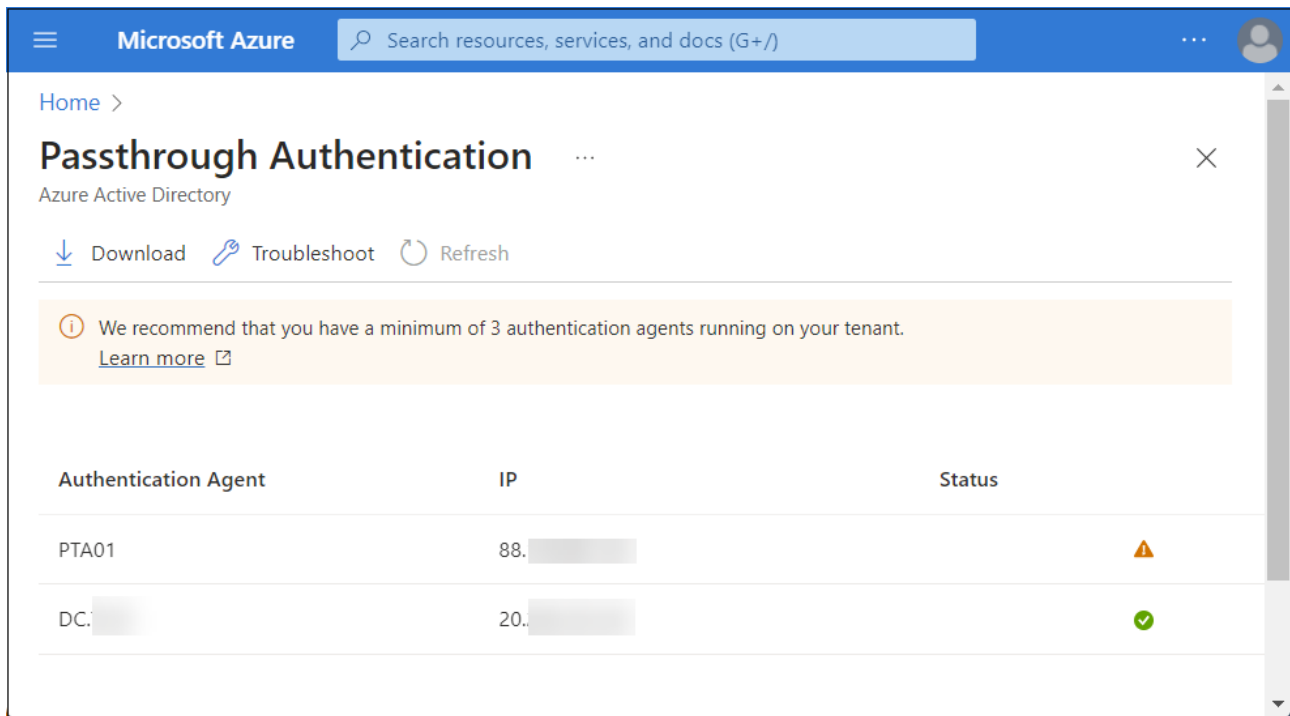 Microsoft Azure
Search resources, services, and docs (G+/)
...
Home >
Passthrough Authentication ...
Azure Active Directory
Download Troubleshoot Refresh
We recommend that you have a minimum of 3 authentication agents running on your tenant.
Learn more
Authentication Agent IP Status
PTA01 88.
DC. 20.